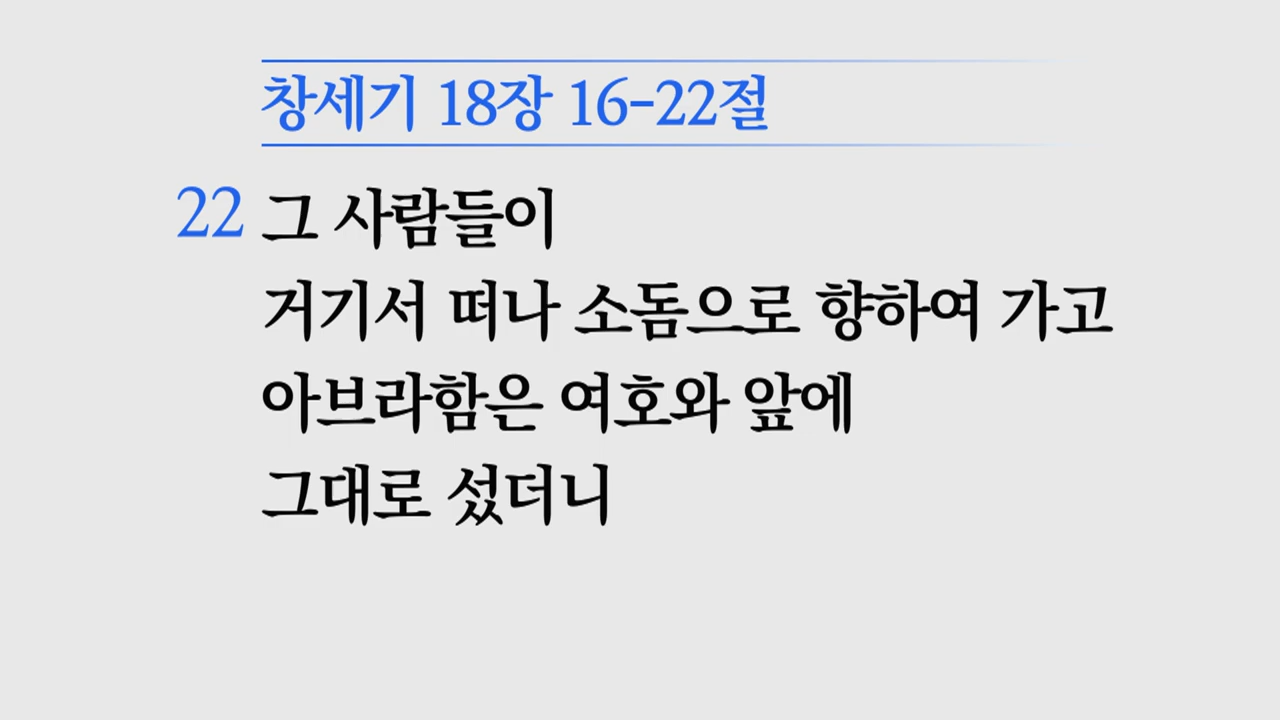 창세기 18장 16-22절
22 그 사람들이
거기서 떠나 소돔으로 향하여 가고
아브라함은 여호와 앞에
그대로 섰더니